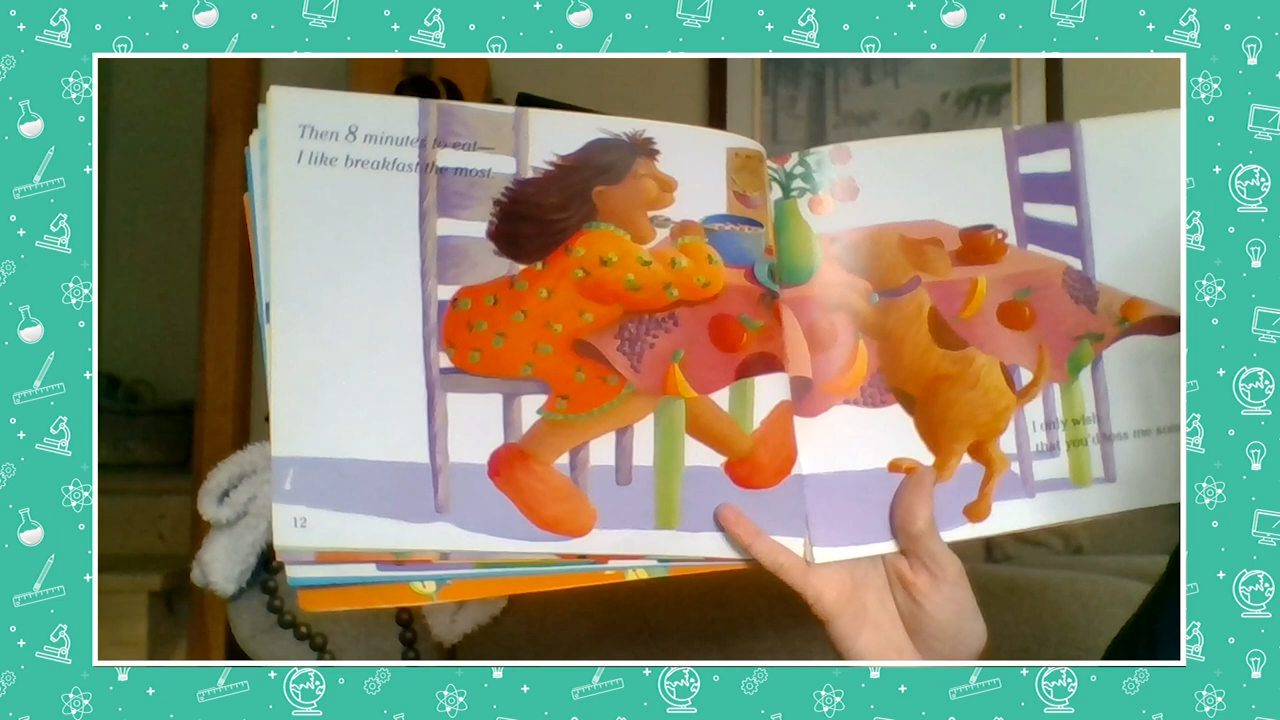 Then 8 minutes to eat—
I like breakfast the most.
I only wish
that you'd toss me some
12